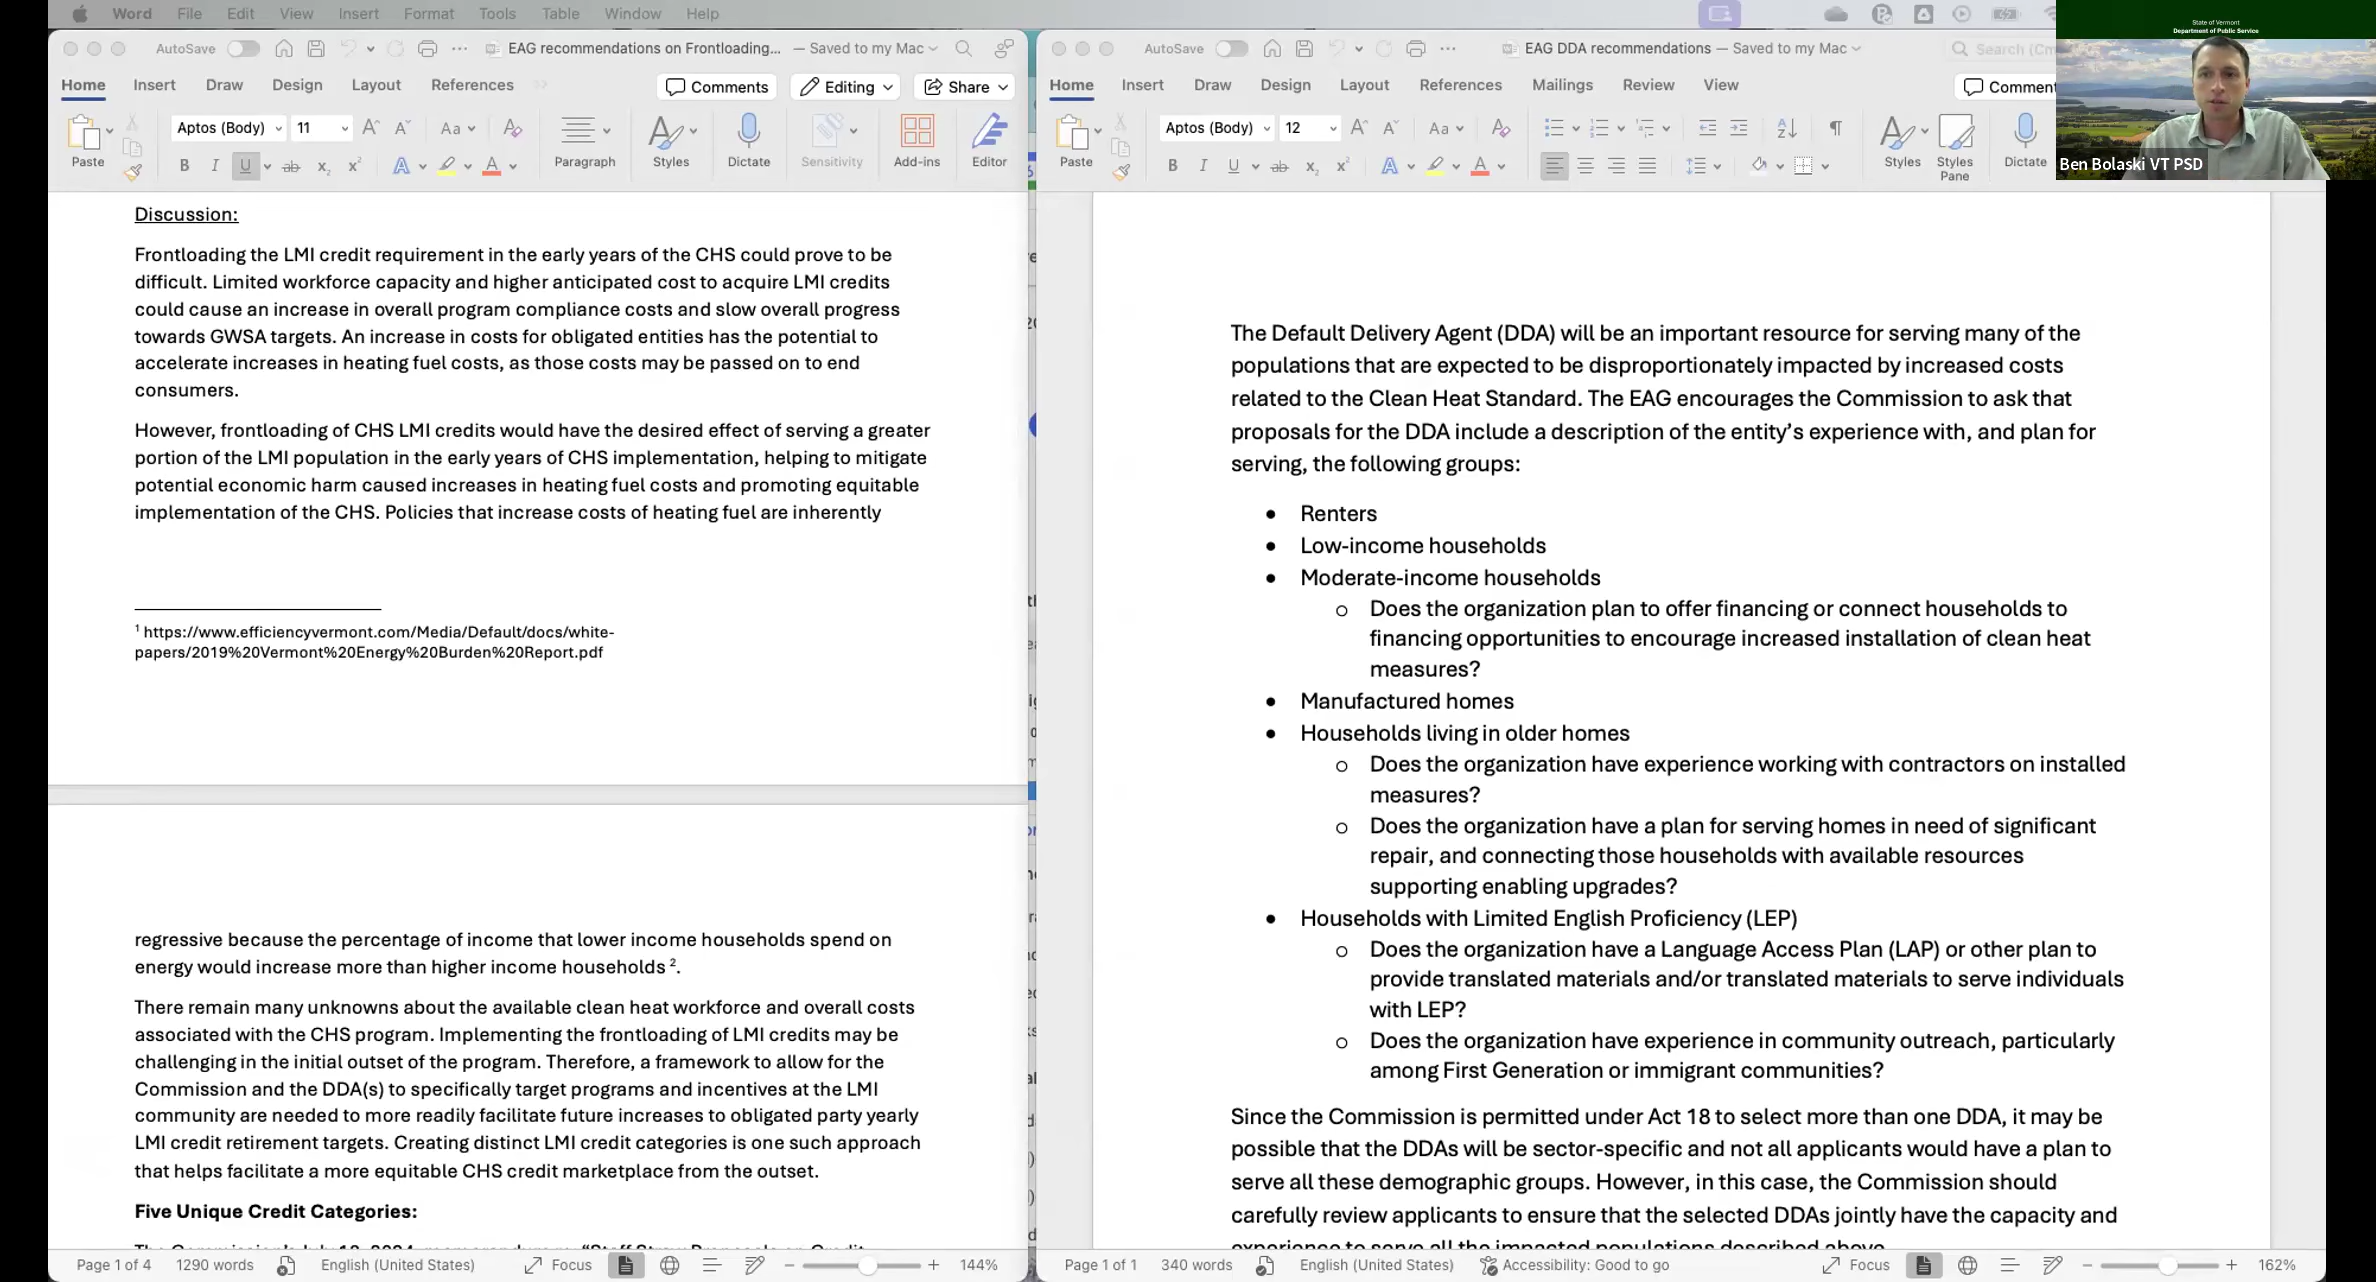 Word File Edit View Insert Format Tools Table Window Help
AutoSave
EAG recommendations on Frontloading... — Saved to my Mac
Home Insert Draw Design Layout References
Comments Editing Share
Aptos (Body) 11
Paste Paragraph Styles Dictate Sensitivity Add-ins Editor
Discussion:
Frontloading the LMI credit requirement in the early years of the CHS could prove to be
difficult. Limited workforce capacity and higher anticipated cost to acquire LMI credits
could cause an increase in overall program compliance costs and slow overall progress
towards GWSA targets. An increase in costs for obligated entities has the potential to
accelerate increases in heating fuel costs, as those costs may be passed on to end
consumers.
However, frontloading of CHS LMI credits would have the desired effect of serving a greater
portion of the LMI population in the early years of CHS implementation, helping to mitigate
potential economic harm caused increases in heating fuel costs and promoting equitable
implementation of the CHS. Policies that increase costs of heating fuel are inherently
1 https://www.efficiencyvermont.com/Media/Default/docs/white-
papers/2019%20Vermont%20Energy%20Burden%20Report.pdf
regressive because the percentage of income that lower income households spend on
energy would increase more than higher income households 2.
There remain many unknowns about the available clean heat workforce and overall costs
associated with the CHS program. Implementing the frontloading of LMI credits may be
challenging in the initial outset of the program. Therefore, a framework to allow for the
Commission and the DDA(s) to specifically target programs and incentives at the LMI
community are needed to more readily facilitate future increases to obligated party yearly
LMI credit retirement targets. Creating distinct LMI credit categories is one such approach
that helps facilitate a more equitable CHS credit marketplace from the outset.
Five Unique Credit Categories:
Page 1 of 4 1290 words English (United States) Focus 144%
AutoSave
EAG DDA recommendations — Saved to my Mac
Home Insert Draw Design Layout References Mailings Review View
Aptos (Body) 12
Paste Styles Styles Pane Dictate
State of Vermont
Department of Public Service
Ben Bolaski VT PSD
The Default Delivery Agent (DDA) will be an important resource for serving many of the
populations that are expected to be disproportionately impacted by increased costs
related to the Clean Heat Standard. The EAG encourages the Commission to ask that
proposals for the DDA include a description of the entity's experience with, and plan for
serving, the following groups:
• Renters
• Low-income households
• Moderate-income households
o Does the organization plan to offer financing or connect households to
financing opportunities to encourage increased installation of clean heat
measures?
• Manufactured homes
• Households living in older homes
o Does the organization have experience working with contractors on installed
measures?
o Does the organization have a plan for serving homes in need of significant
repair, and connecting those households with available resources
supporting enabling upgrades?
• Households with Limited English Proficiency (LEP)
o Does the organization have a Language Access Plan (LAP) or other plan to
provide translated materials and/or translated materials to serve individuals
with LEP?
o Does the organization have experience in community outreach, particularly
among First Generation or immigrant communities?
Since the Commission is permitted under Act 18 to select more than one DDA, it may be
possible that the DDAs will be sector-specific and not all applicants would have a plan to
serve all these demographic groups. However, in this case, the Commission should
carefully review applicants to ensure that the selected DDAs jointly have the capacity and
experience to serve all the impacted populations described above.
Page 1 of 1 340 words English (United States) Accessibility: Good to go Focus 162%